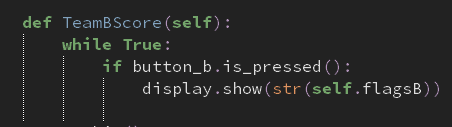 def TeamBScore(self):
while True:
if button_b.is_pressed():
display.show(str(self.flagsB))